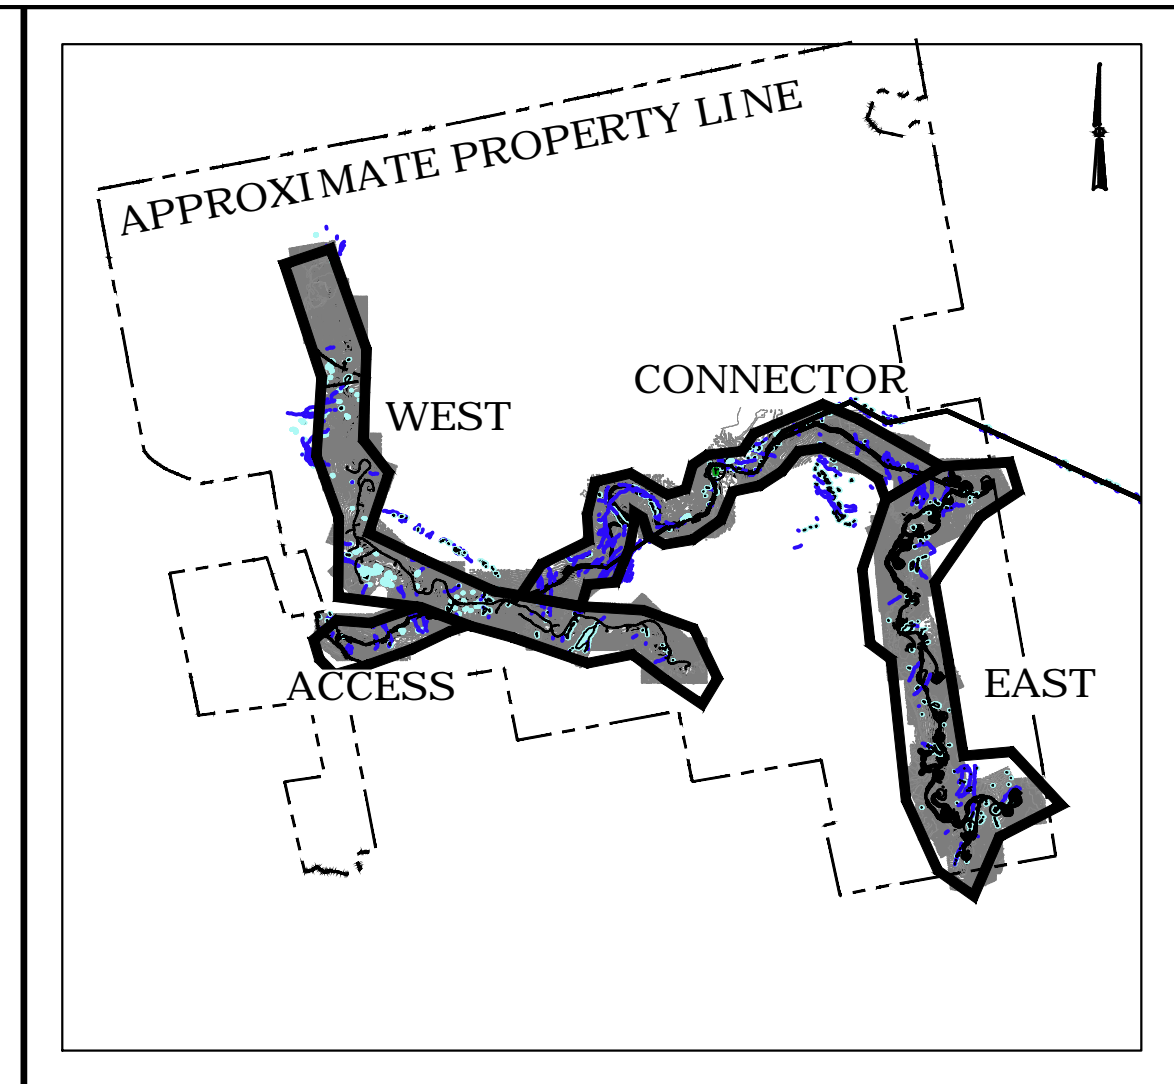 APPROXIMATE PROPERTY LINE
CONNECTOR
WEST
EAST
ACCESS